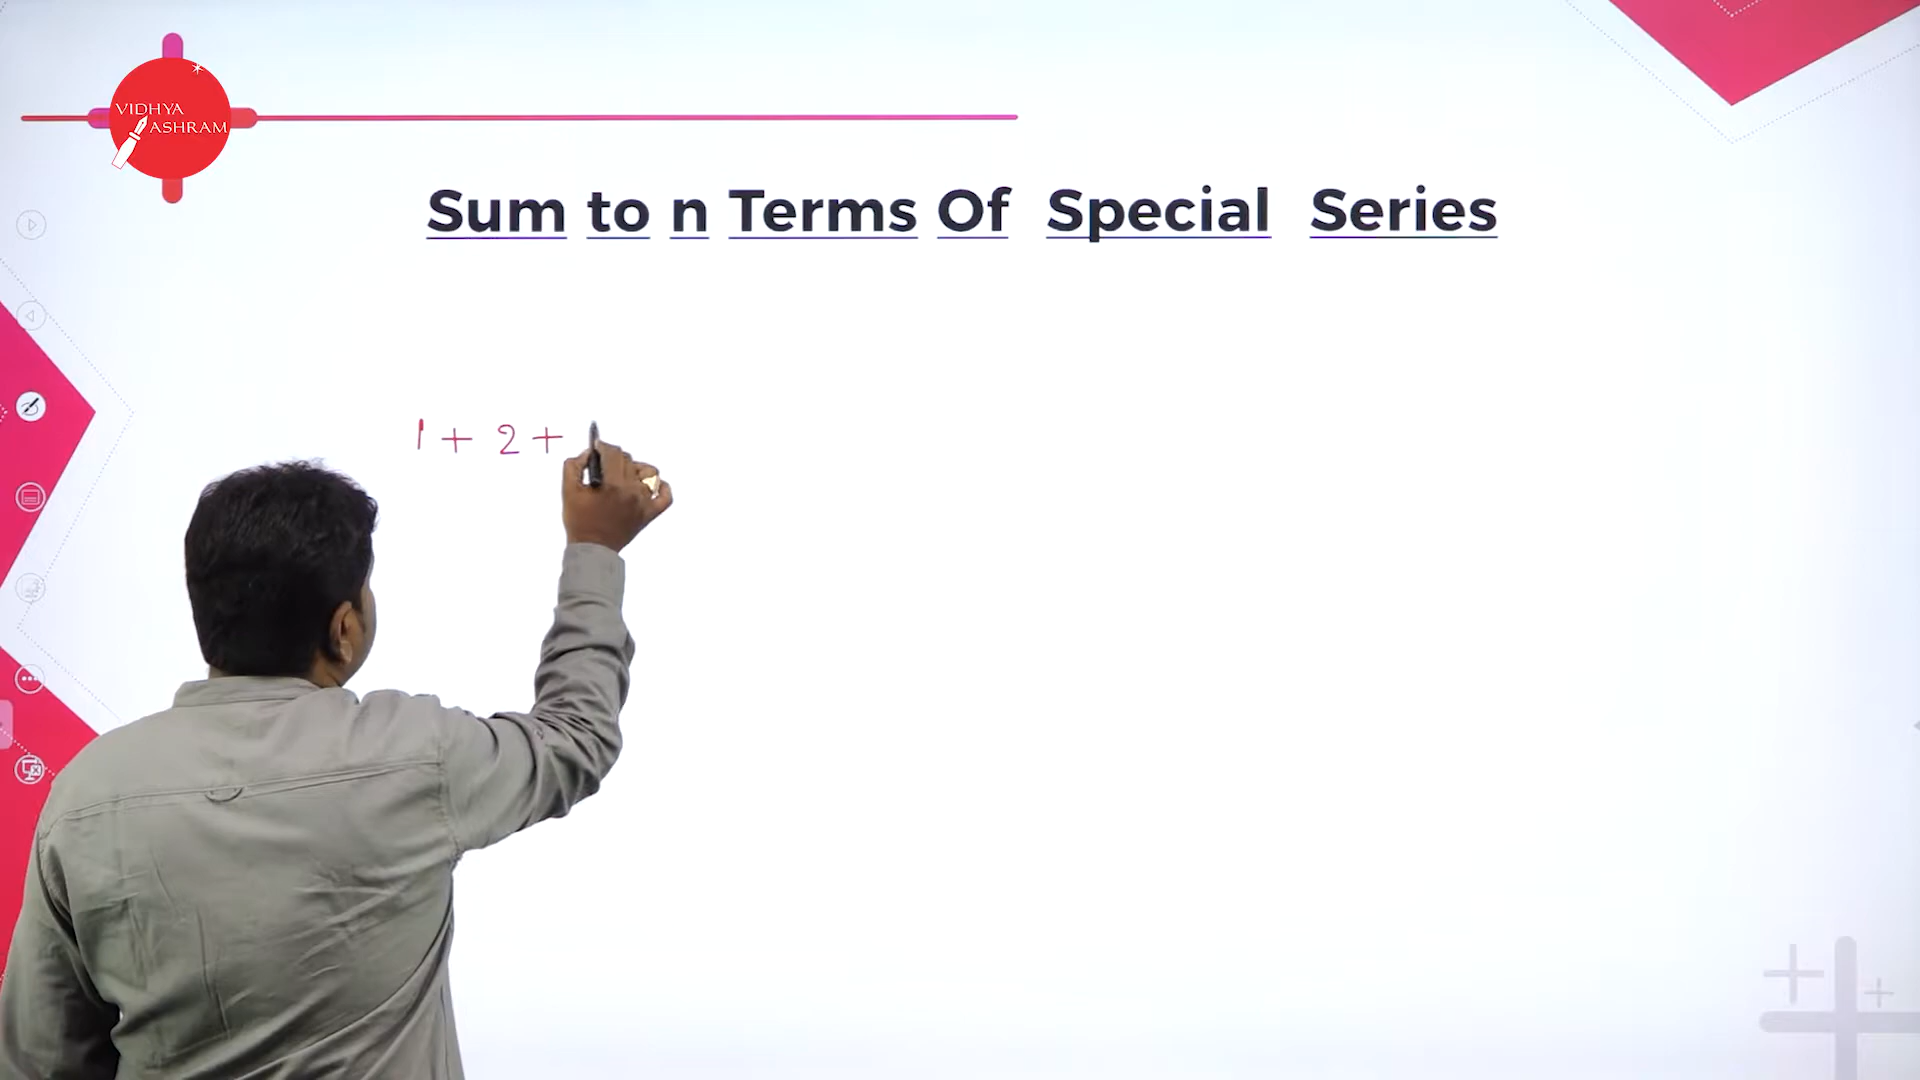 VIDHYA
ASHRAM
Sum to n Terms Of Special Series
1 + 2 +